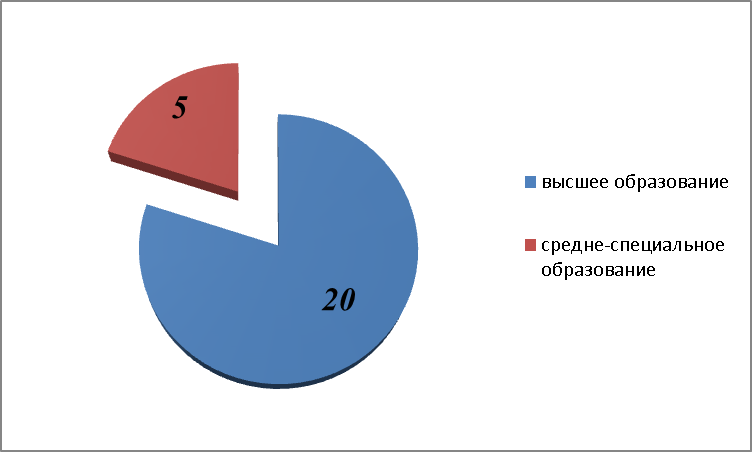 5
высшее образование
средне-специальное
образование
20